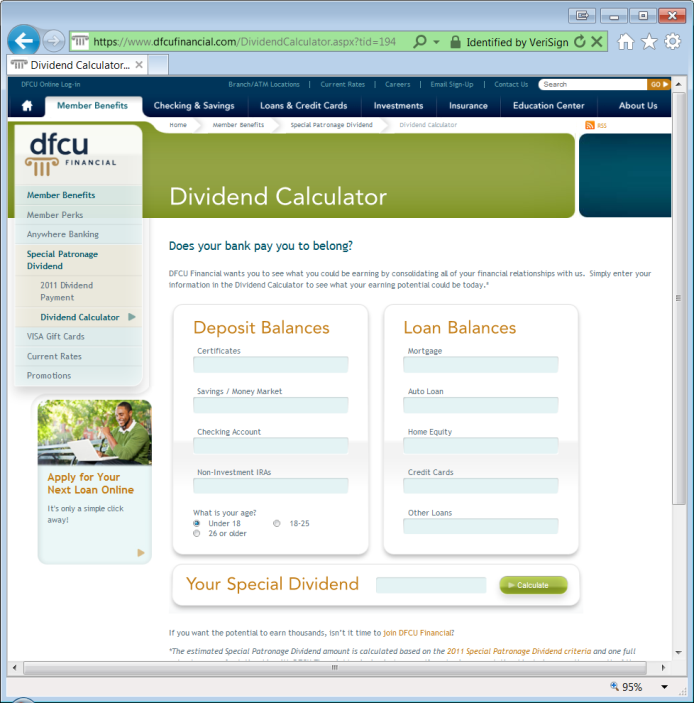 https://www.dfcufinancial.com/DividendCalculator.aspx?tid=194
Identified by VeriSign
Dividend Calculator...
DFCU Online Log-In
Branch/ATM Locations | Current Rates | Careers | Email Sign-Up | Contact Us
Search
GO
Member Benefits
Checking & Savings
Loans & Credit Cards
Investments
Insurance
Education Center
About Us
Home
Member Benefits
Special Patronage Dividend
Dividend Calculator
RSS
dfcu
FINANCIAL
Member Benefits
Member Perks
Anywhere Banking
Special Patronage
Dividend
2011 Dividend
Payment
Dividend Calculator
VISA Gift Cards
Current Rates
Promotions
Apply for Your
Next Loan Online
It's only a simple click
away!
Dividend Calculator
Does your bank pay you to belong?
DFCU Financial wants you to see what you could be earning by consolidating all of your financial relationships with us. Simply enter your
information in the Dividend Calculator to see what your earning potential could be today.*
Deposit Balances
Certificates
Savings / Money Market
Checking Account
Non-Investment IRAs
What is your age?
Under 18
18-25
26 or older
Loan Balances
Mortgage
Auto Loan
Home Equity
Credit Cards
Other Loans
Your Special Dividend
Calculate
If you want the potential to earn thousands, isn't it time to join DFCU Financial?
*The estimated Special Patronage Dividend amount is calculated based on the 2011 Special Patronage Dividend criteria and one full
95%